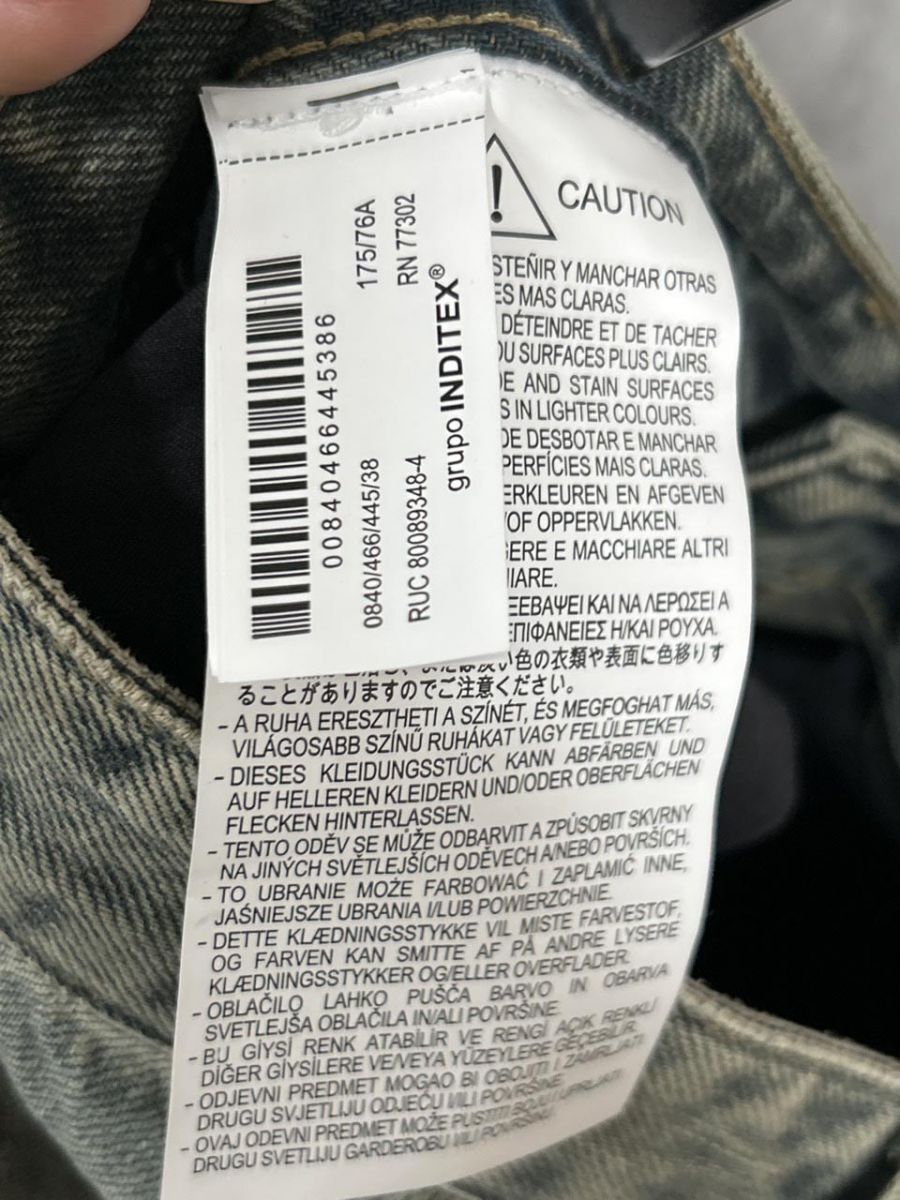 0084046644538​6
175/76A
0840/466/445/38
RN 77302
RUC 80089348-4
grupo INDITEX®
! CAUTION
STEÑIR Y MANCHAR OTRAS
ES MAS CLARAS.
DÉTEINDRE ET DE TACHER
OU SURFACES PLUS CLAIRS.
DE AND STAIN SURFACES
S IN LIGHTER COLOURS.
DE DESBOTAR E MANCHAR
PERFÍCIES MAIS CLARAS.
ERKLEUREN EN AFGEVEN
/OF OPPERVLAKKEN.
GERE E MACCHIARE ALTRI
IARE.
ΞΕΒΑΨΕΙ ΚΑΙ ΝΑ ΛΕΡΩΣΕΙ Α
ΕΠΙΦΑΝΕΙΕΣ Η/ΚΑΙ ΡΟΥΧΑ.
い色の衣類や表面に色移りす
ることがありますのでご注意ください。
- A RUHA ERESZTHETI A SZÍNÉT, ÉS MEGFOGHAT MÁS,
VILÁGOSABB SZÍNŰ RUHÁKAT VAGY FELÜLETEKET.
- DIESES KLEIDUNGSSTÜCK KANN ABFÄRBEN UND
AUF HELLEREN KLEIDERN UND/ODER OBERFLÄCHEN
FLECKEN HINTERLASSEN.
- TENTO ODĚV SE MŮŽE ODBARVIT A ZPŮSOBIT SKVRNY
NA JINÝCH SVĚTLEJŠÍCH ODĚVECH A/NEBO POVRŠÍCH.
- TO UBRANIE MOŻE FARBOWAĆ I ZAPLAMIĆ INNE,
JAŚNIEJSZE UBRANIA I/LUB POWIERZCHNIE.
- DETTE KLÆDNINGSSTYKKE VIL MISTE FARVESTOF,
OG FARVEN KAN SMITTE AF PÅ ANDRE LYSERE
KLÆDNINGSSTYKKER OG/ELLER OVERFLADER.
- OBLAČILO LAHKO PUŠČA BARVO IN OBARVA
SVETLEJŠA OBLAČILA IN/ALI POVRŠINE.
- BU GİYSİ RENK ATABİLİR VE RENGİ AÇIK RENKLİ
DİĞER GİYSİLERE VE/VEYA YÜZEYLERE GEÇEBİLİR.
- ODJEVNI PREDMET MOGAO BI OBOJITI I ZAMRLJATI
DRUGU SVJETLIJU ODJEĆU I/ILI POVRŠINE.
- OVAJ ODEVNI PREDMET MOŽE PUSTITI BOJU I UPRLJATI
DRUGU SVETLIJU GARDEROBU I/ILI POVRŠINU.